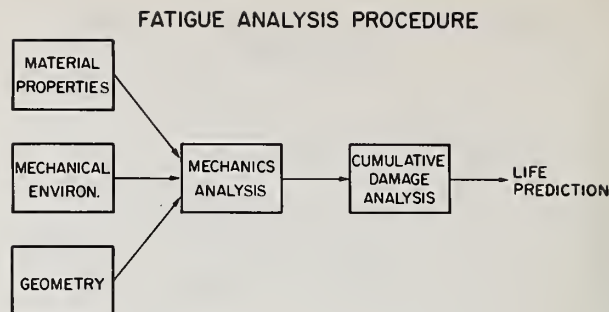 FATIGUE ANALYSIS PROCEDURE
MATERIAL
PROPERTIES
MECHANICAL
ENVIRON.
GEOMETRY
MECHANICS
ANALYSIS
CUMULATIVE
DAMAGE
ANALYSIS
LIFE
PREDICTION